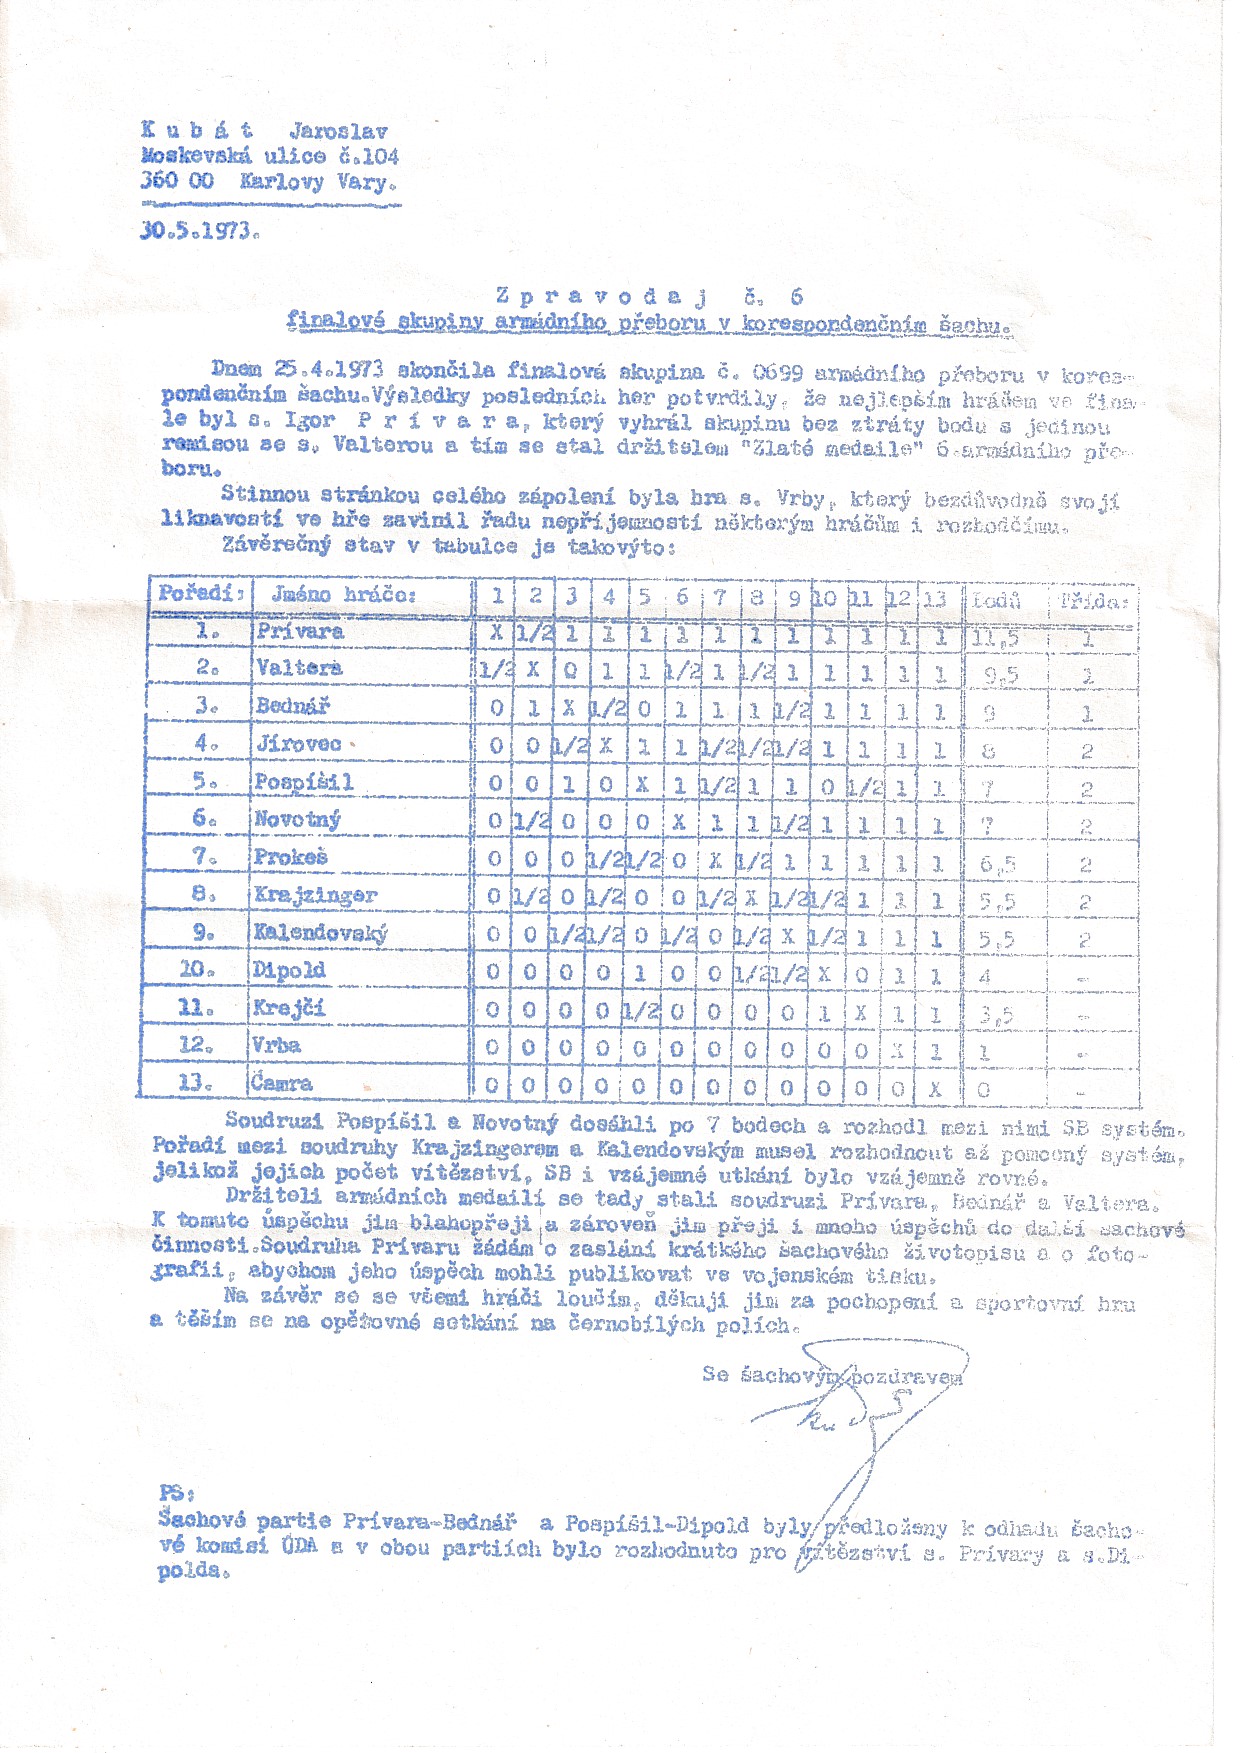 K u b á t   Jaroslav
Moskevská ulice č.104
360 00  Karlovy Vary.
30.5.1973.
Z p r a v o d a j   č. 6
finalové skupiny armádního přeboru v korespondenčním šachu.
Dnem 25.4.1973 skončila finalová skupina č. 0699 armádního přeboru v kores-
pondenčním šachu.Výsledky posledních her potvrdily, že nejlepším hráčem ve fina-
le byl s. Igor P r í v a r a, který vyhrál skupinu bez ztráty bodu s jedinou
remisou se s. Valterou a tím se stal držitelem "Zlaté medaile" 6.armádního pře-
boru.
Stinnou stránkou celého zápolení byla hra s. Vrby, který bezdůvodně svojí
liknavostí ve hře zavinil řadu nepříjemností některým hráčům i rozhodčímu.
Závěrečný stav v tabulce je takovýto:
Pořadí: Jméno hráče: 1 2 3 4 5 6 7 8 9 10 11 12 13 Bodů Třída:
1. Prívara X 1/2 1 1 1 1 1 1 1 1 1 1 1 11,5 1
2. Valtera 1/2 X 0 1 1 1/2 1 1/2 1 1 1 1 1 9,5 1
3. Bednář 0 1 X 1/2 0 1 1 1 1/2 1 1 1 1 9 1
4. Jírovec 0 0 1/2 X 1 1 1/2 1/2 1/2 1 1 1 1 8 2
5. Pospíšil 0 0 1 0 X 1 1/2 1 1 0 1/2 1 1 7 2
6. Novotný 0 1/2 0 0 0 X 1 1 1/2 1 1 1 1 7 2
7. Prokeš 0 0 0 1/2 1/2 0 X 1/2 1 1 1 1 1 6,5 2
8. Krajzinger 0 1/2 0 1/2 0 0 1/2 X 1/2 1/2 1 1 1 5,5 2
9. Kalendovský 0 0 1/2 1/2 0 1/2 0 1/2 X 1/2 1 1 1 5,5 2
10. Dipold 0 0 0 0 1 0 0 1/2 1/2 X 0 1 1 4 -
11. Krejčí 0 0 0 0 1/2 0 0 0 0 1 X 1 1 3,5 -
12. Vrba 0 0 0 0 0 0 0 0 0 0 0 X 1 1 -
13. Čamra 0 0 0 0 0 0 0 0 0 0 0 0 X 0 -
Soudruzi Pospíšil a Novotný dosáhli po 7 bodech a rozhodl mezi nimi SB systém.
Pořadí mezi soudruhy Krajzingerem a Kalendovským musel rozhodnout až pomocný systém,
jelikož jejich počet vítězství, SB i vzájemné utkání bylo vzájemně rovné.
Držiteli armádních medailí se tady stali soudruzi Prívara, Bednář a Valtera.
K tomuto úspěchu jim blahopřeji a zároveň jim přeji i mnoho úspěchů do další šachové
činnosti.Soudruha Prívaru žádám o zaslání krátkého šachového životopisu a o foto-
grafii, abychom jeho úspěch mohli publikovat ve vojenském tisku.
Na závěr se se všemi hráči loučím, děkuji jim za pochopení a sportovní hru
a těším se na opětovné setkání na černobílých polích.
Se šachovým pozdravem
PS:
Šachové partie Prívara-Bednář  a Pospíšil-Dipold byly předloženy k odhadu šacho-
vé komisi ÚDA a v obou partiích bylo rozhodnuto pro vítězství s. Prívary a s.Di-
polda.